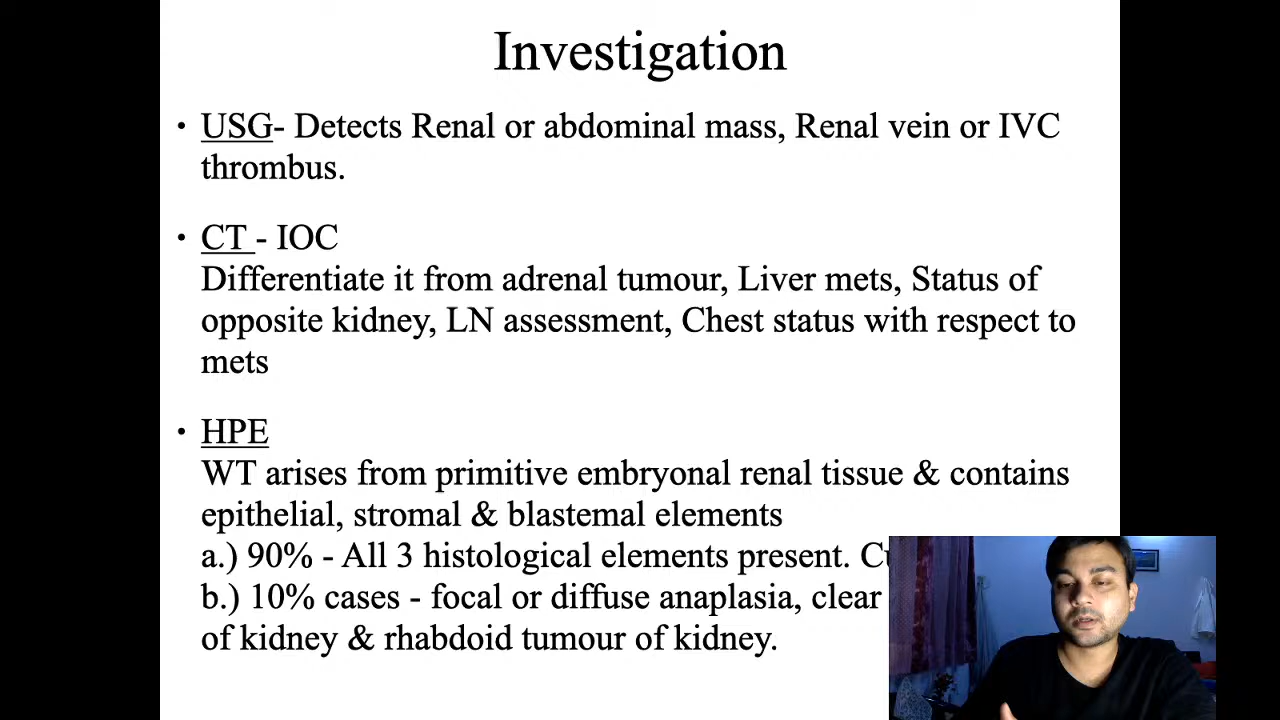 Investigation
• USG- Detects Renal or abdominal mass, Renal vein or IVC
thrombus.
• CT - IOC
Differentiate it from adrenal tumour, Liver mets, Status of
opposite kidney, LN assessment, Chest status with respect to
mets
• HPE
WT arises from primitive embryonal renal tissue & contains
epithelial, stromal & blastemal elements
a.) 90% - All 3 histological elements present.
b.) 10% cases - focal or diffuse anaplasia, clear
of kidney & rhabdoid tumour of kidney.